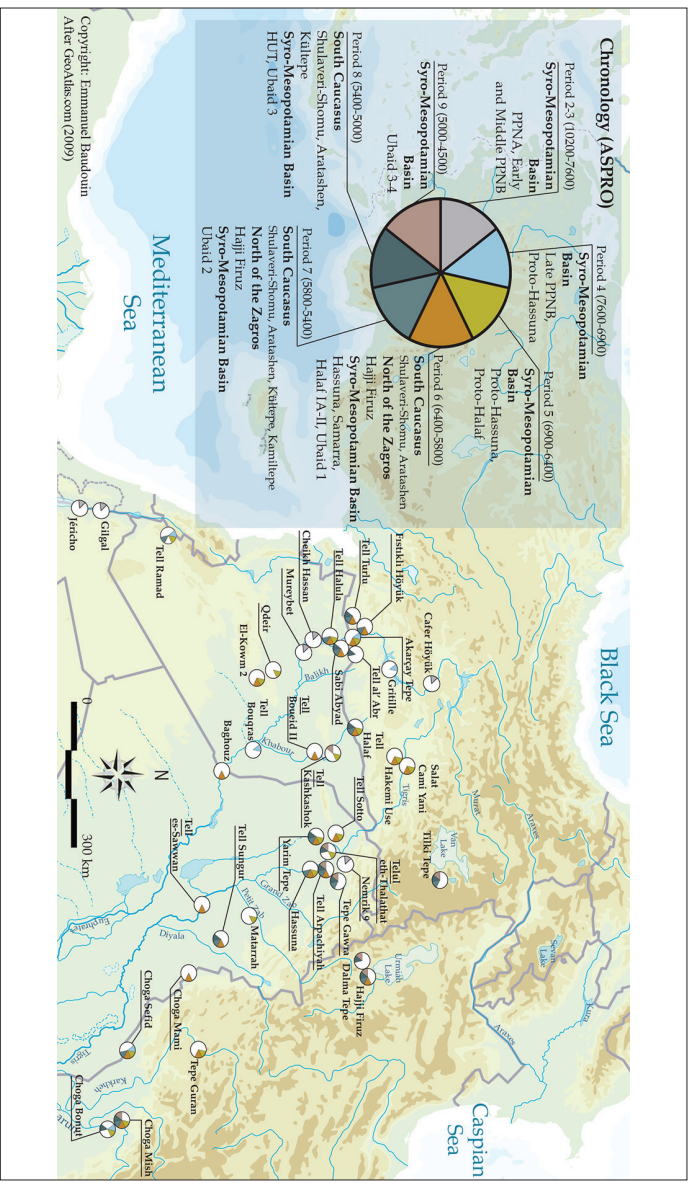 Chronology (ASPRO)
Period 2-3 (10200-7600)
Syro-Mesopotamian
Basin
PPNA, Early
and Middle PPNB
Period 4 (7600-6900)
Syro-Mesopotamian
Basin
Late PPNB,
Proto-Hassuna
Period 5 (6900-6400)
Syro-Mesopotamian
Basin
Proto-Hassuna,
Proto-Halaf
Period 6 (6400-5800)
South Caucasus
Shulaveri-Shomu, Aratashen
North of the Zagros
Hajji Firuz
Syro-Mesopotamian Basin
Hassuna, Samarra,
Halaf IA-II, Ubaid 1
Period 7 (5800-5400)
South Caucasus
Shulaveri-Shomu, Aratashen, Kültepe, Kamiltepe
North of the Zagros
Hajji Firuz
Syro-Mesopotamian Basin
Ubaid 2
Period 8 (5400-5000)
South Caucasus
Shulaveri-Shomu, Aratashen,
Kültepe
Syro-Mesopotamian Basin
HUT, Ubaid 3
Period 9 (5000-4500)
Syro-Mesopotamian
Basin
Ubaid 3-4
Black Sea
Caspian
Sea
Mediterranean
Sea
Kura
Sevan
Lake
Araxes
Araxes
Murat
Van
Lake
Urmiah
Lake
Tigris
Balikh
Khabour
Grand Zab
Petit Zab
Diyala
Euphrates
Tigris
Karkheh
Cafer Höyük
Gritille
Fıstıklı Höyük
Akarçay Tepe
Tell Turlu
Tell al' Abr
Tell Halula
Sabi Abyad
Cheikh Hassan
Mureybet
Qdeir
El-Kowm 2
Tell Ramad
Gilgal
Jéricho
Salat
Cami Yani
Hakemi Use
Tell
Halaf
Tell
Boueid II
Tell
Kashkashok
Tell
Bouqras
Baghouz
Tilki Tepe
Tell Sotto
Telul
eth-Thalathat
Nemrik 9
Tepe Gawra
Tell Arpachiyah
Hassuna
Yarim Tepe
Hajji Firuz
Dalma Tepe
Matarrah
Tell Sungur
Tell
es-Sawwan
Choga Mami
Tepe Guran
Choga Sefid
Choga Mish
Choga Bonut
N
0
300 km
Copyright: Emmanuel Baudouin
After GeoAtlas.com (2009)